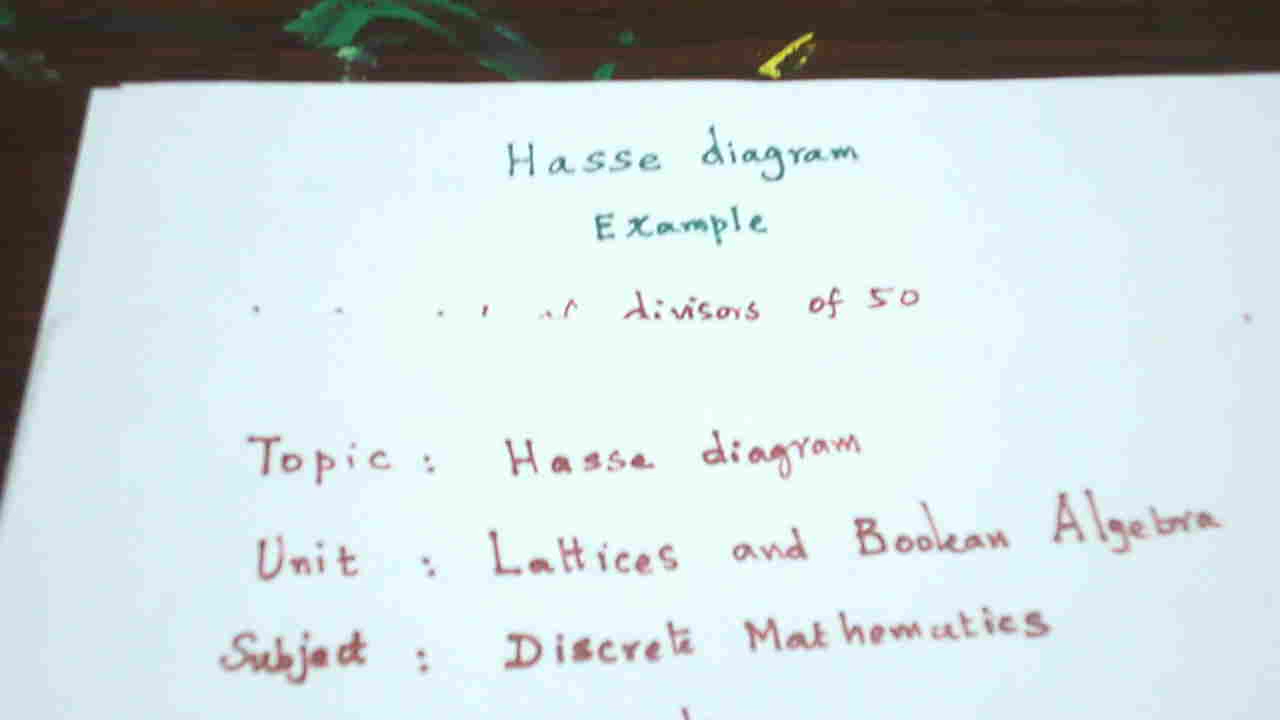 Hasse diagram
Example
divisors of 50
Topic : Hasse diagram
Unit : Lattices and Boolean Algebra
Subject : Discrete Mathematics